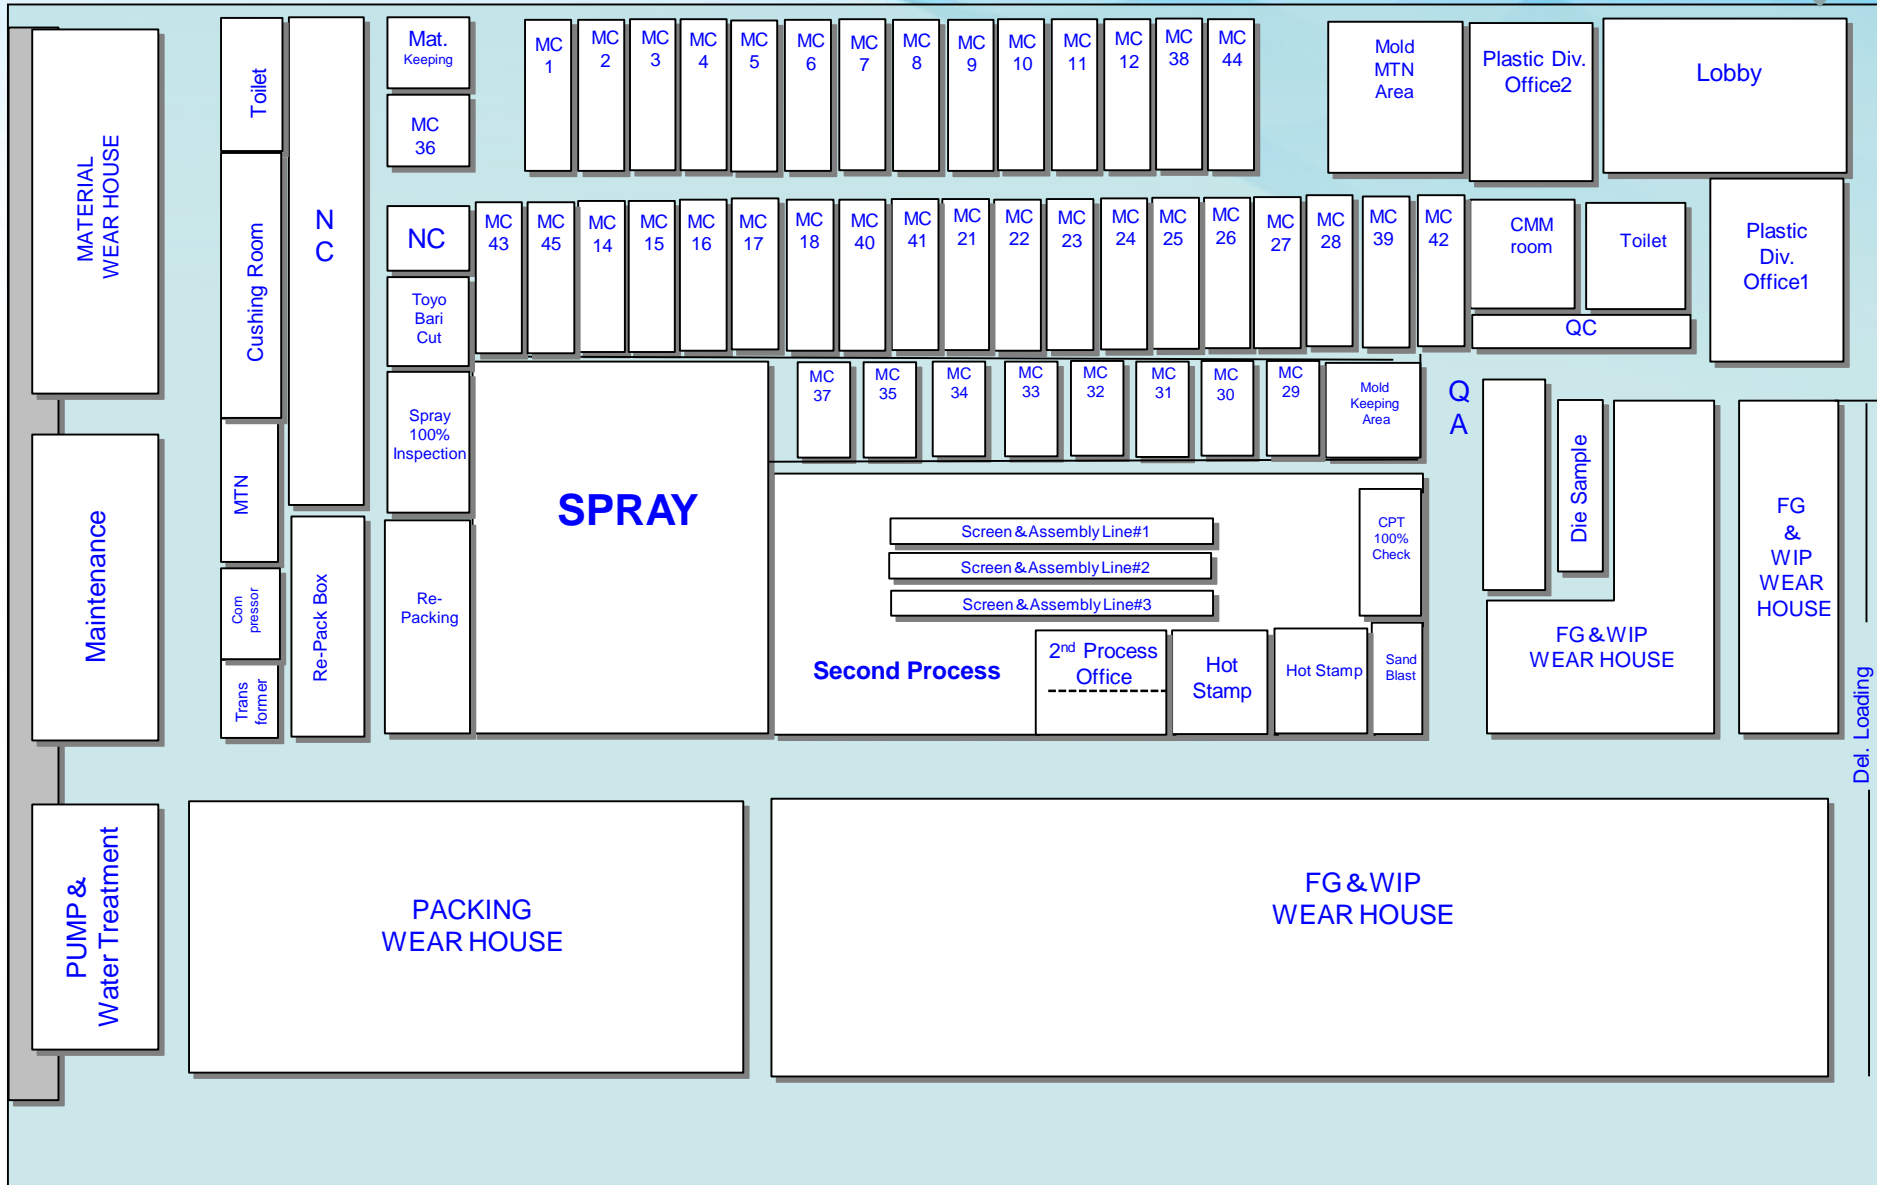 MATERIAL
WEAR HOUSE
Maintenance
PUMP &
Water Treatment
Toilet
Cushing Room
MTN
Com
pressor
Trans
former
N
C
Re-Pack Box
Mat.
Keeping
MC
36
NC
Toyo
Bari
Cut
Spray
100%
Inspection
Re-
Packing
MC
1
MC
2
MC
3
MC
4
MC
5
MC
6
MC
7
MC
8
MC
9
MC
10
MC
11
MC
12
MC
38
MC
44
Mold
MTN
Area
Plastic Div.
Office2
Lobby
MC
43
MC
45
MC
14
MC
15
MC
16
MC
17
MC
18
MC
40
MC
41
MC
21
MC
22
MC
23
MC
24
MC
25
MC
26
MC
27
MC
28
MC
39
MC
42
CMM
room
Toilet
QC
Plastic
Div.
Office1
MC
37
MC
35
MC
34
MC
33
MC
32
MC
31
MC
30
MC
29
Mold
Keeping
Area
Q
A
SPRAY
Screen & Assembly Line#1
Screen & Assembly Line#2
Screen & Assembly Line#3
CPT
100%
Check
Second Process
2nd Process
Office
Hot
Stamp
Hot Stamp
Sand
Blast
Die Sample
FG & WIP
WEAR HOUSE
FG
&
WIP
WEAR
HOUSE
Del. Loading
PACKING
WEAR HOUSE
FG & WIP
WEAR HOUSE